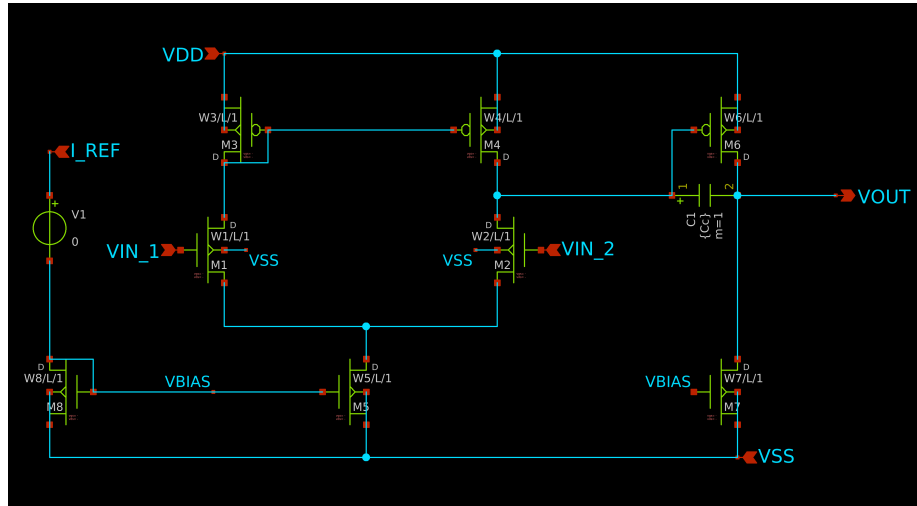 VDD
W3/L/1
W4/L/1
W6/L/1
I_REF
M3
M4
M6
D
D
D
+
V1
0
1
2
+
VOUT
C1
{Cc}
m=1
D
D
W1/L/1
W2/L/1
VIN_1
VSS
VSS
VIN_2
M1
M2
D
D
D
W8/L/1
VBIAS
W5/L/1
VBIAS
W7/L/1
M8
M5
M7
VSS